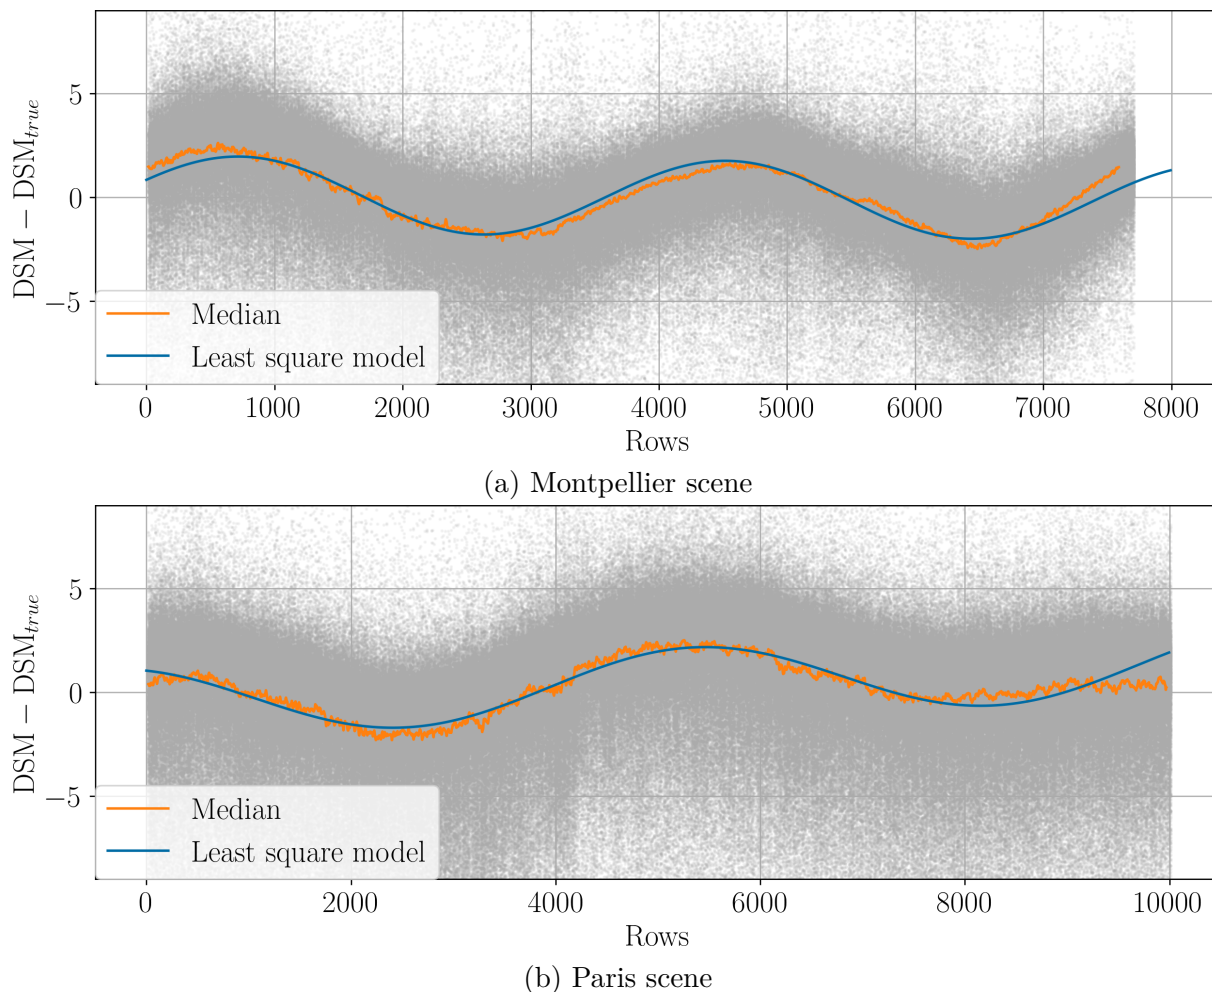 DSM − DSM_true
5
0
−5
Median
Least square model
0 1000 2000 3000 4000 5000 6000 7000 8000
Rows
(a) Montpellier scene
DSM − DSM_true
5
0
−5
Median
Least square model
0 2000 4000 6000 8000 10000
Rows
(b) Paris scene